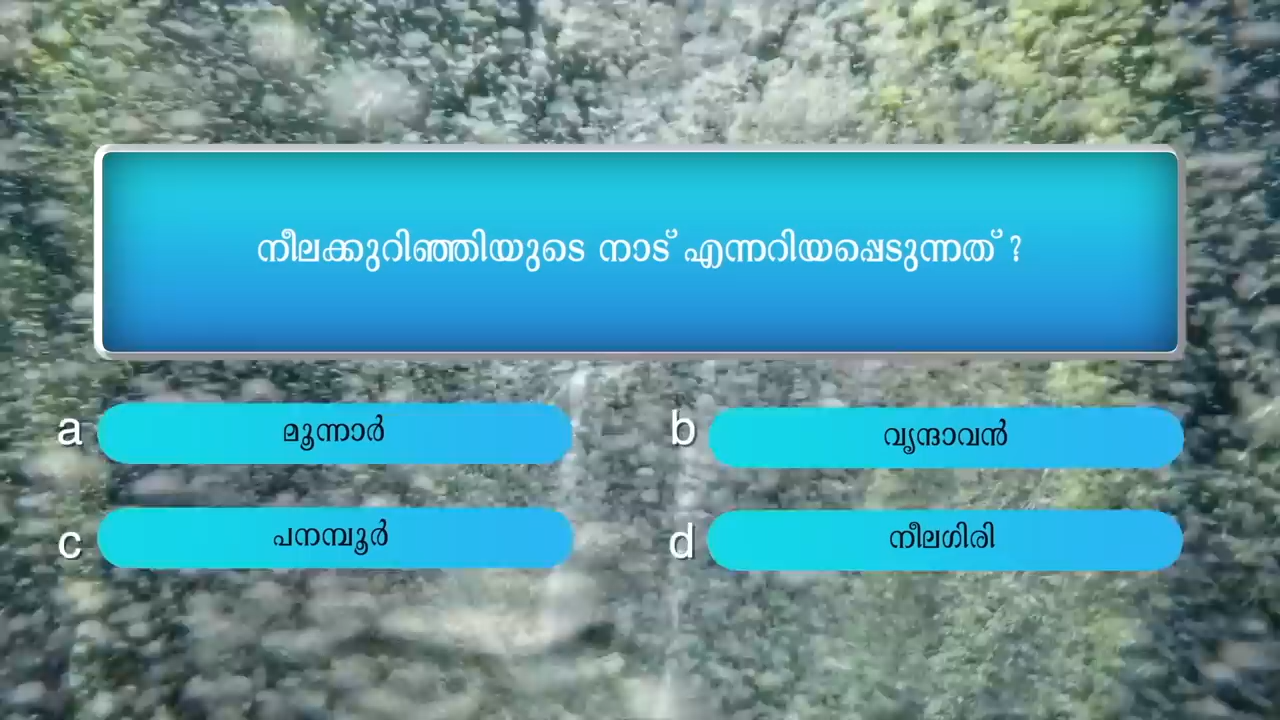 നീലക്കുറിഞ്ഞിയുടെ നാട് എന്നറിയപ്പെടുന്നത് ?
a മൂന്നാർ
b വൃന്ദാവൻ
c പനമ്പൂർ
d നീലഗിരി